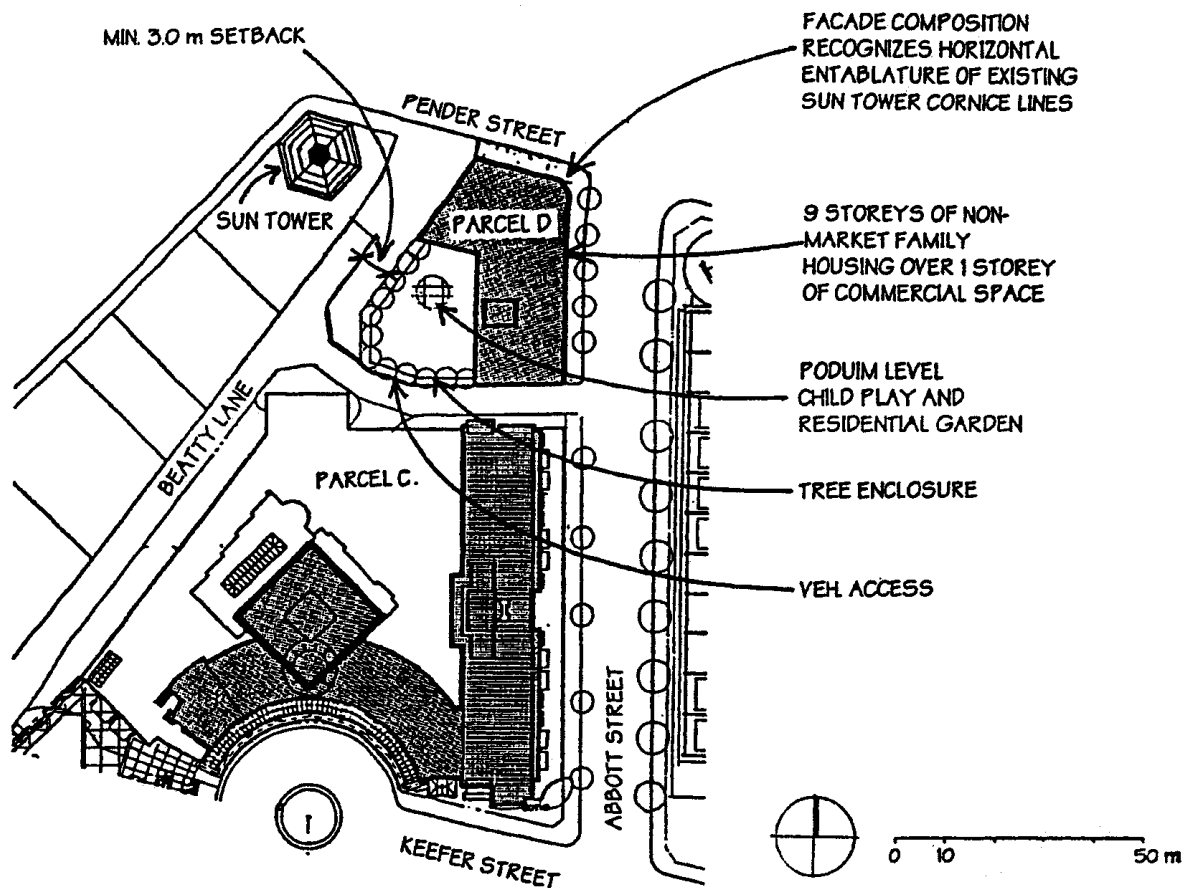 MIN. 3.0 m SETBACK
FACADE COMPOSITION
RECOGNIZES HORIZONTAL
ENTABLATURE OF EXISTING
SUN TOWER CORNICE LINES
PENDER STREET
SUN TOWER
PARCEL D
9 STOREYS OF NON-
MARKET FAMILY
HOUSING OVER 1 STOREY
OF COMMERCIAL SPACE
PODUIM LEVEL
CHILD PLAY AND
RESIDENTIAL GARDEN
BEATTY LANE
PARCEL C.
TREE ENCLOSURE
VEH. ACCESS
ABBOTT STREET
KEEFER STREET
0 10 50 m